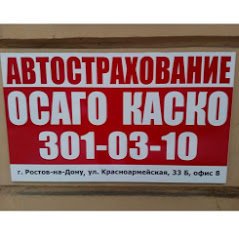 АВТОСТРАХОВАНИЕ
ОСАГО КАСКО
301-03-10
г. Ростов-на-Дону, ул. Красноармейская, 33 Б, офис 8